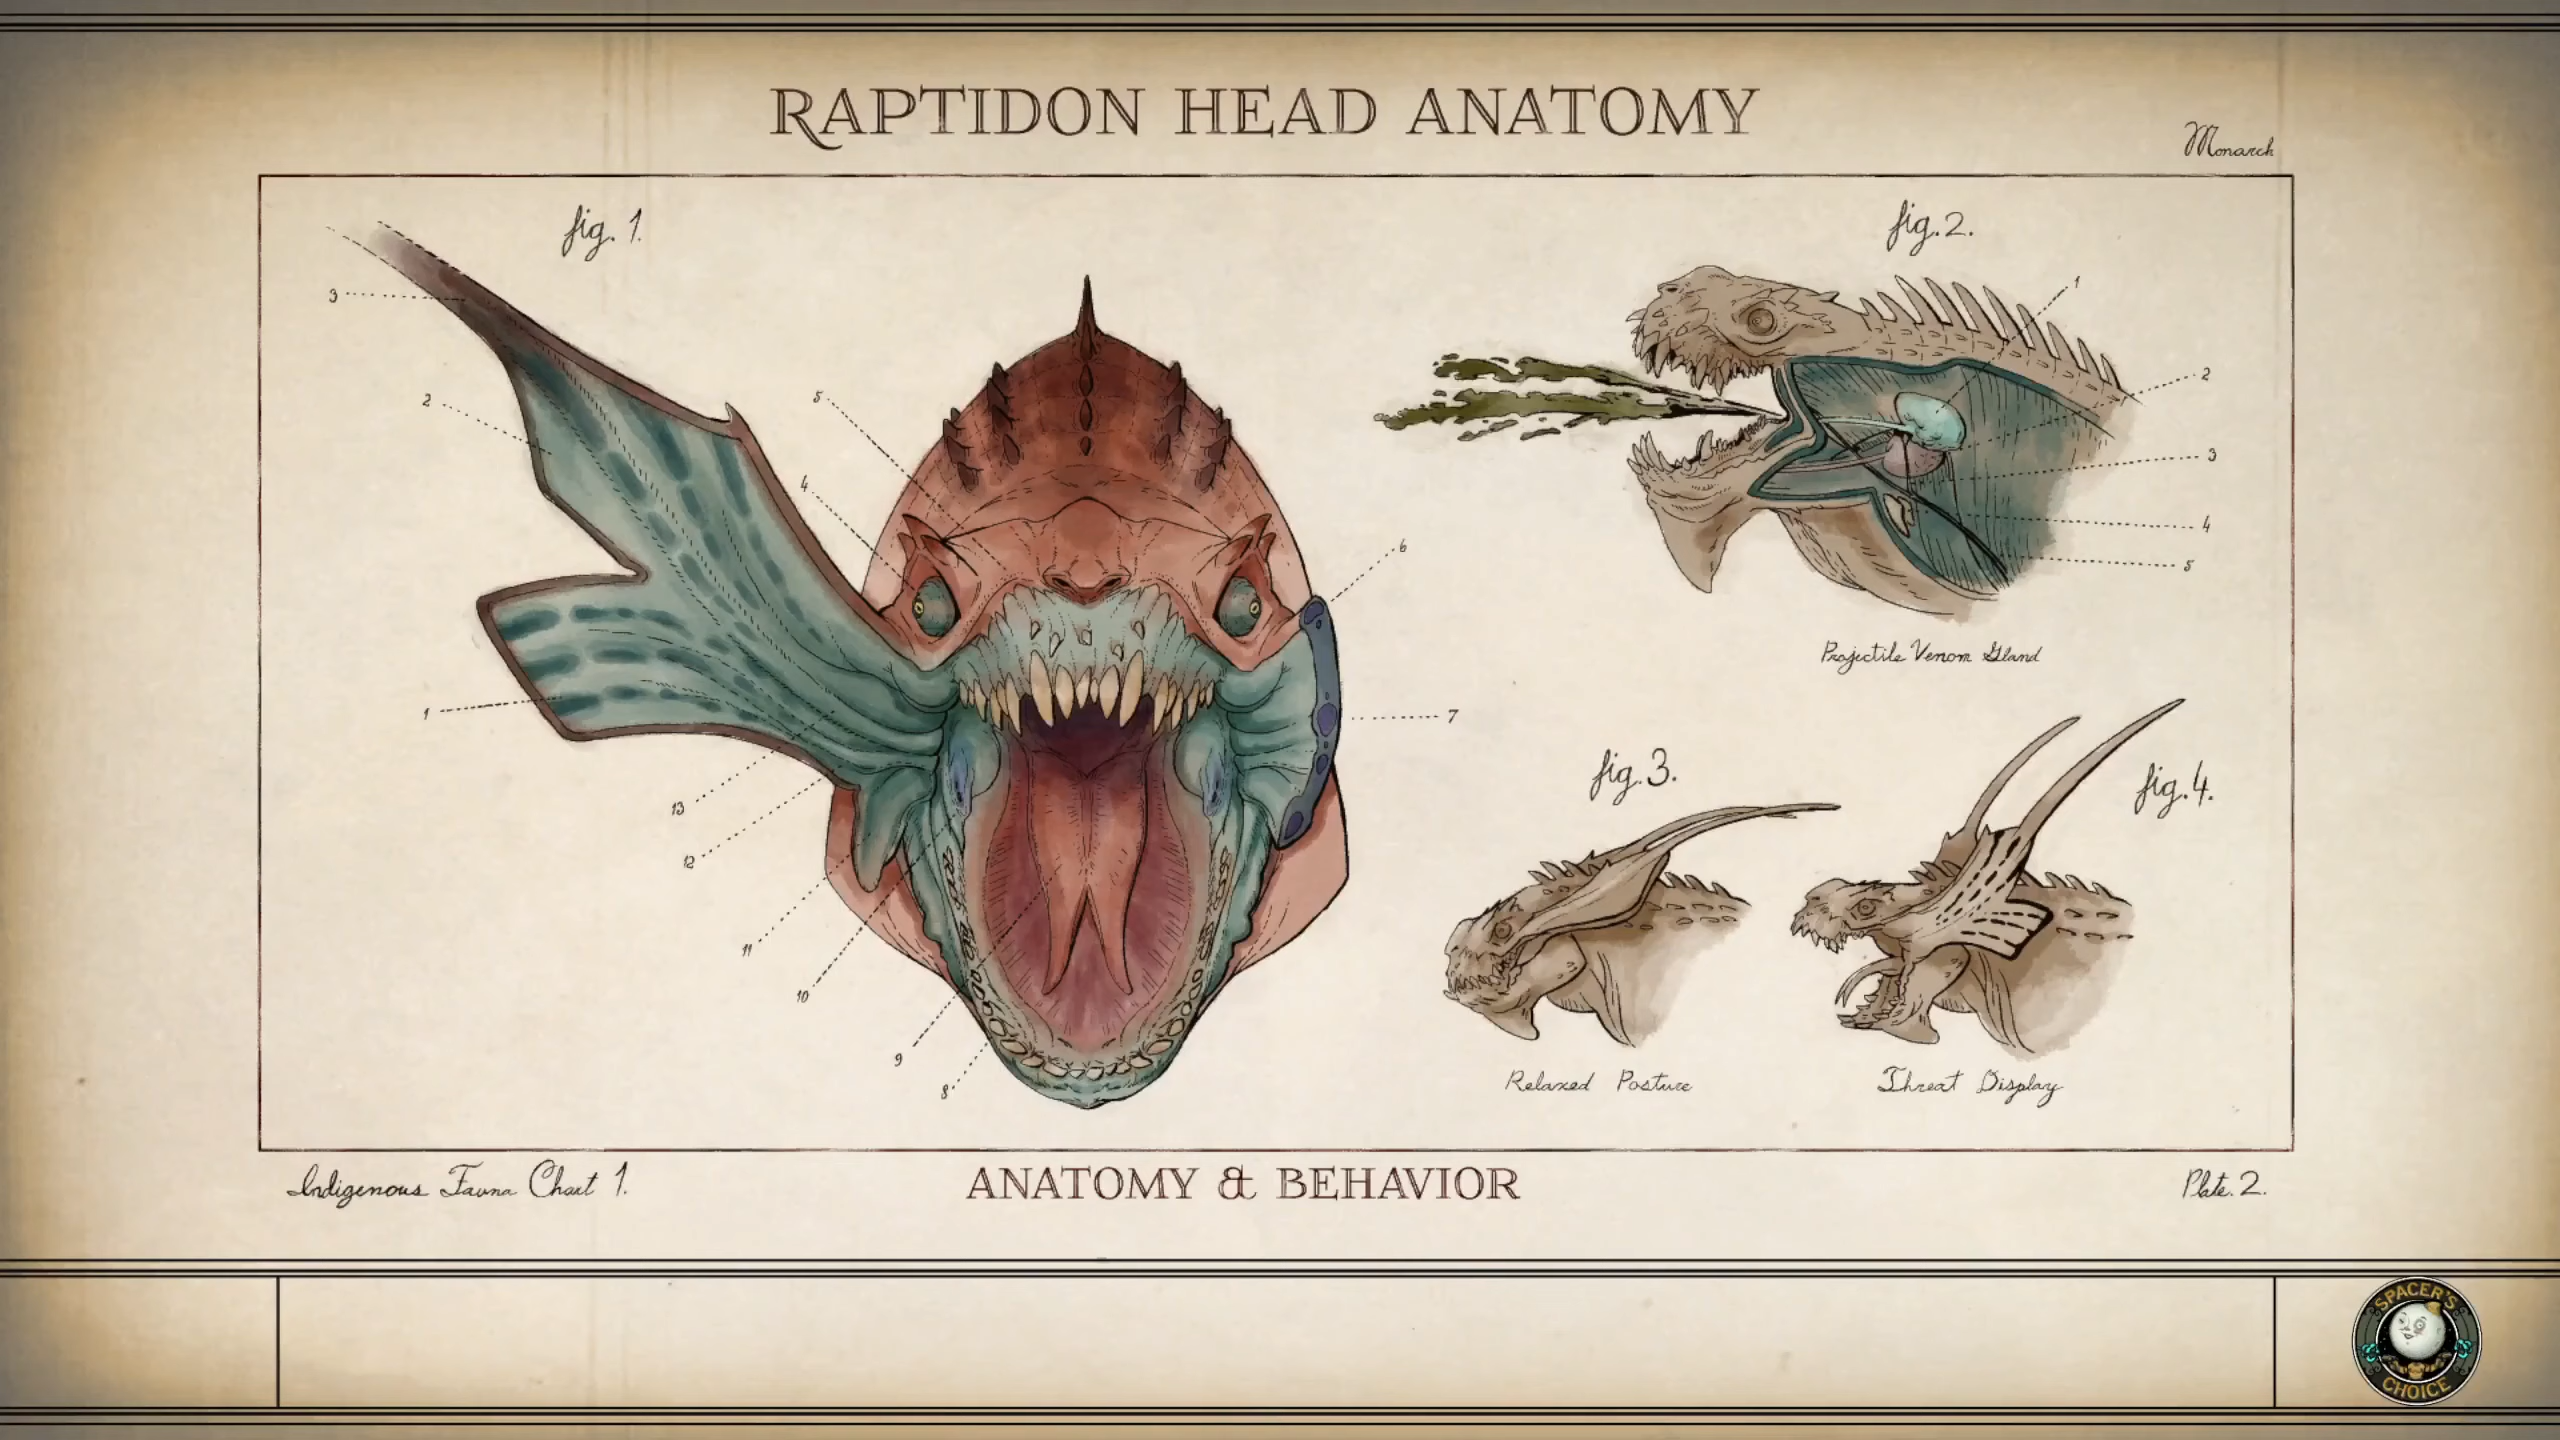 RAPTIDON HEAD ANATOMY
Monarch
fig. 1.
3
2
1
5
4
6
7
13
12
11
10
9
8
fig. 2.
1
2
3
4
5
Projectile Venom Gland
fig. 3.
Relaxed Posture
fig. 4.
Threat Display
Indigenous Fauna Chart 1.
ANATOMY & BEHAVIOR
Plate. 2.
SPACER'S
CHOICE